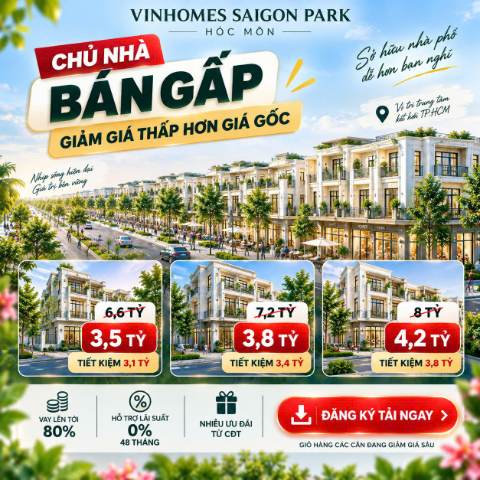 VINHOMES SAIGON PARK
HÓC MÔN
CHỦ NHÀ
BÁN GẤP
GIẢM GIÁ THẤP HƠN GIÁ GỐC
Sở hữu nhà phố
dễ hơn bạn nghĩ
Vị trí trung tâm
kết nối TP.HCM
Nhịp sống hiện đại
Giá trị bền vững
6,6 TỶ
3,5 TỶ
TIẾT KIỆM 3,1 TỶ
7,2 TỶ
3,8 TỶ
TIẾT KIỆM 3,4 TỶ
8 TỶ
4,2 TỶ
TIẾT KIỆM 3,8 TỶ
VAY LÊN TỚI
80%
HỖ TRỢ LÃI SUẤT
0%
48 THÁNG
NHIỀU ƯU ĐÃI
TỪ CĐT
ĐĂNG KÝ TẢI NGAY
GIỎ HÀNG CÁC CĂN ĐANG GIẢM GIÁ SÂU